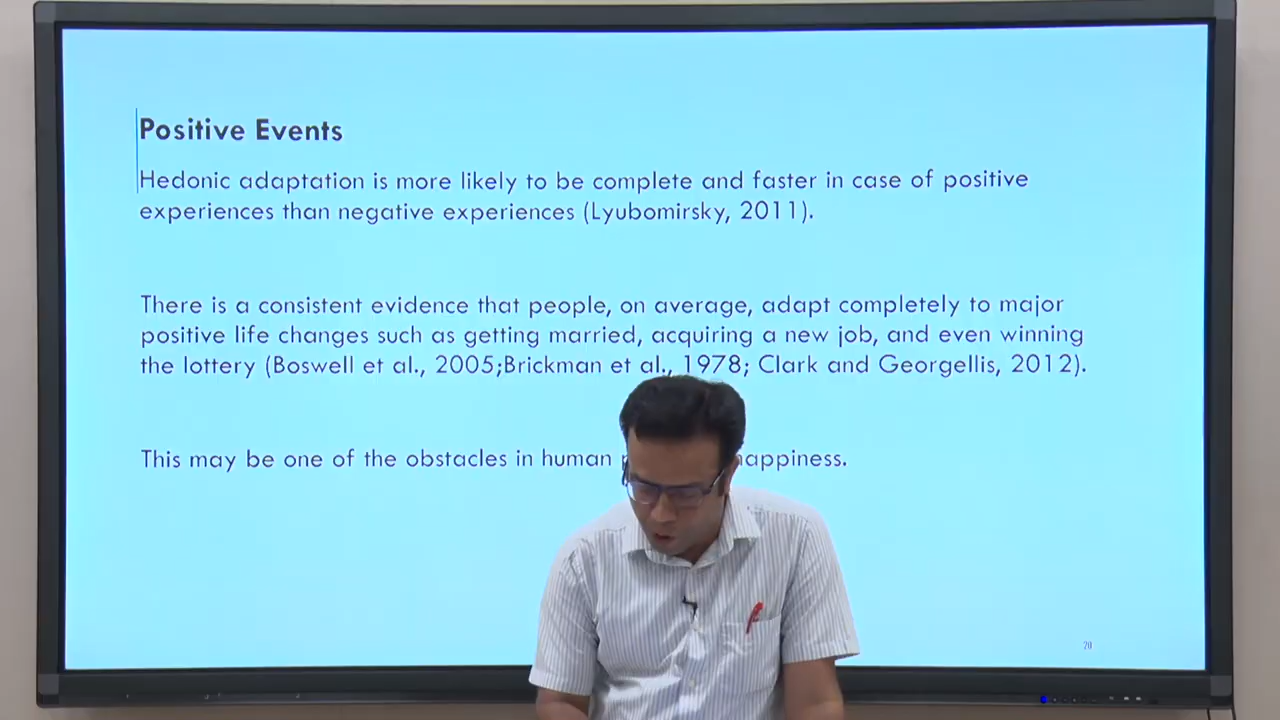 Positive Events
Hedonic adaptation is more likely to be complete and faster in case of positive
experiences than negative experiences (Lyubomirsky, 2011).
There is a consistent evidence that people, on average, adapt completely to major
positive life changes such as getting married, acquiring a new job, and even winning
the lottery (Boswell et al., 2005;Brickman et al., 1978; Clark and Georgellis, 2012).
This may be one of the obstacles in human happiness.
20